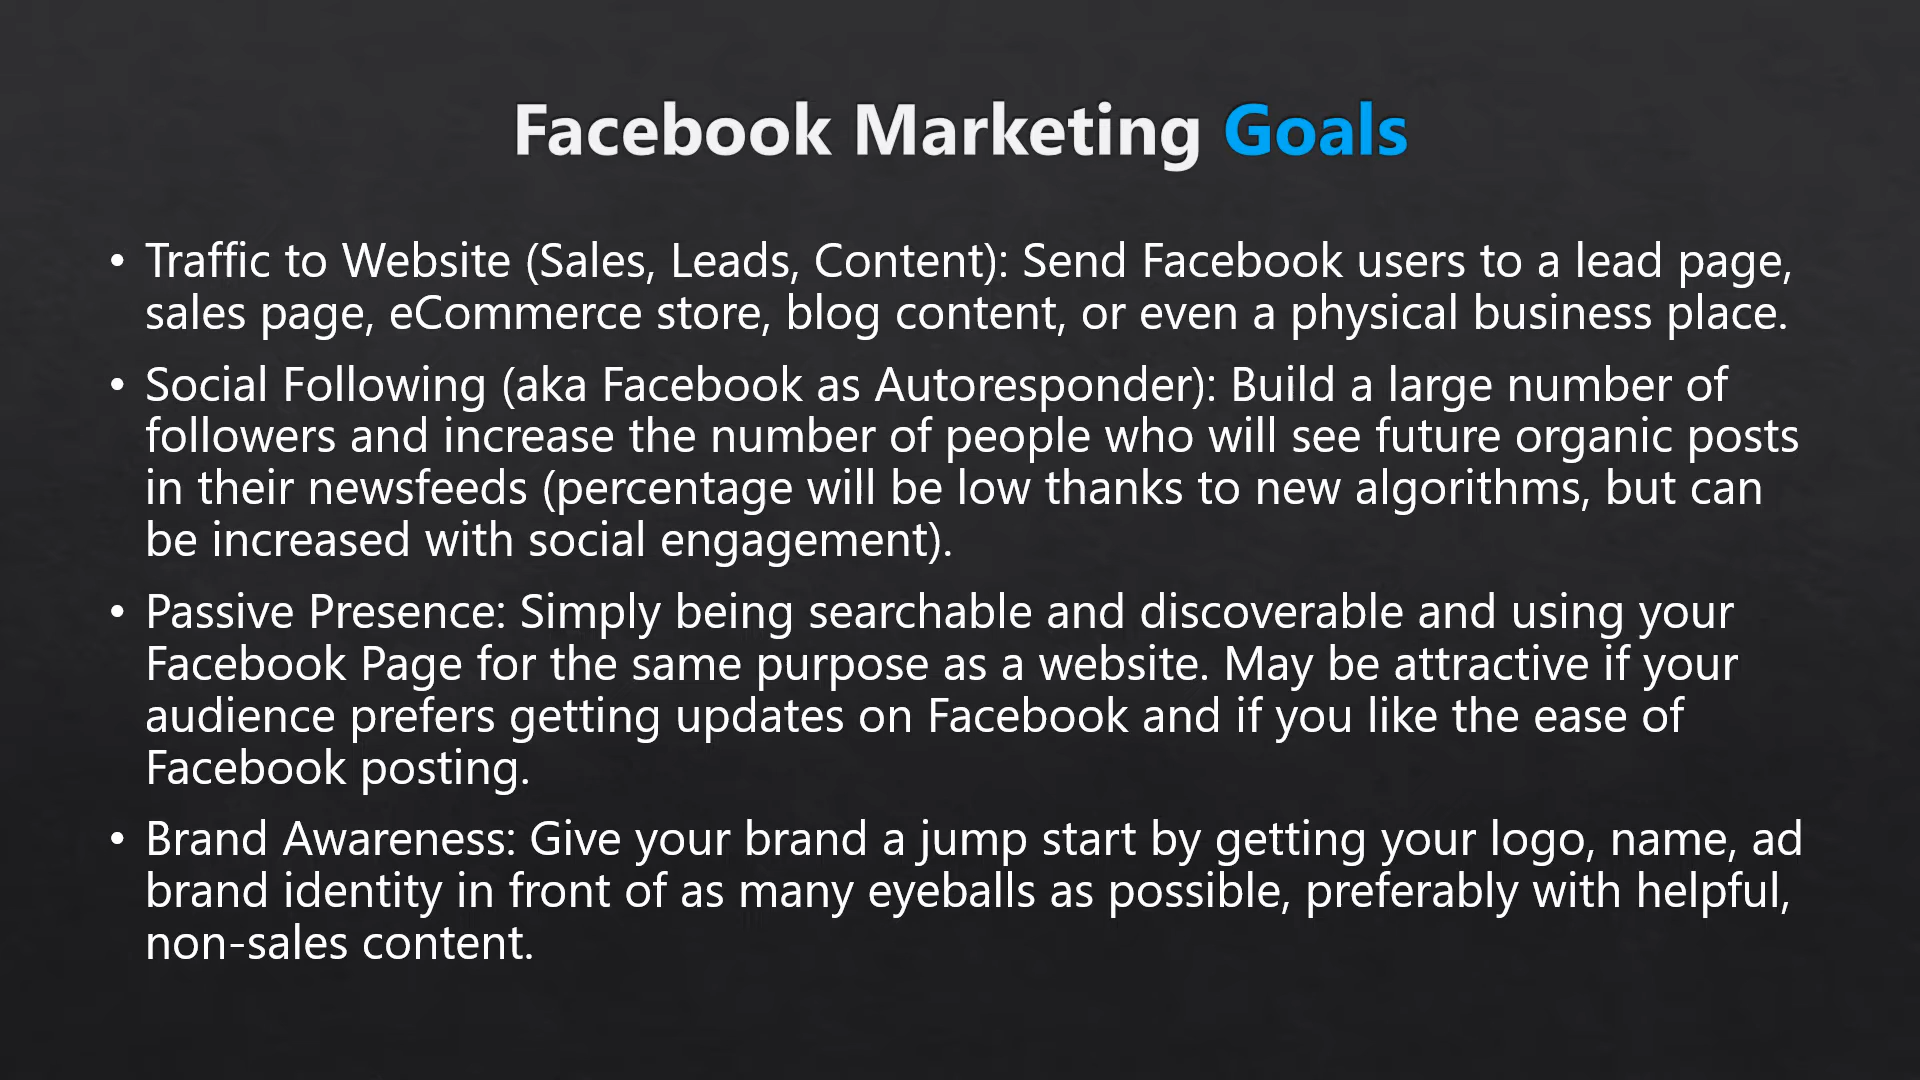 Facebook Marketing Goals
• Traffic to Website (Sales, Leads, Content): Send Facebook users to a lead page,
sales page, eCommerce store, blog content, or even a physical business place.
• Social Following (aka Facebook as Autoresponder): Build a large number of
followers and increase the number of people who will see future organic posts
in their newsfeeds (percentage will be low thanks to new algorithms, but can
be increased with social engagement).
• Passive Presence: Simply being searchable and discoverable and using your
Facebook Page for the same purpose as a website. May be attractive if your
audience prefers getting updates on Facebook and if you like the ease of
Facebook posting.
• Brand Awareness: Give your brand a jump start by getting your logo, name, ad
brand identity in front of as many eyeballs as possible, preferably with helpful,
non-sales content.